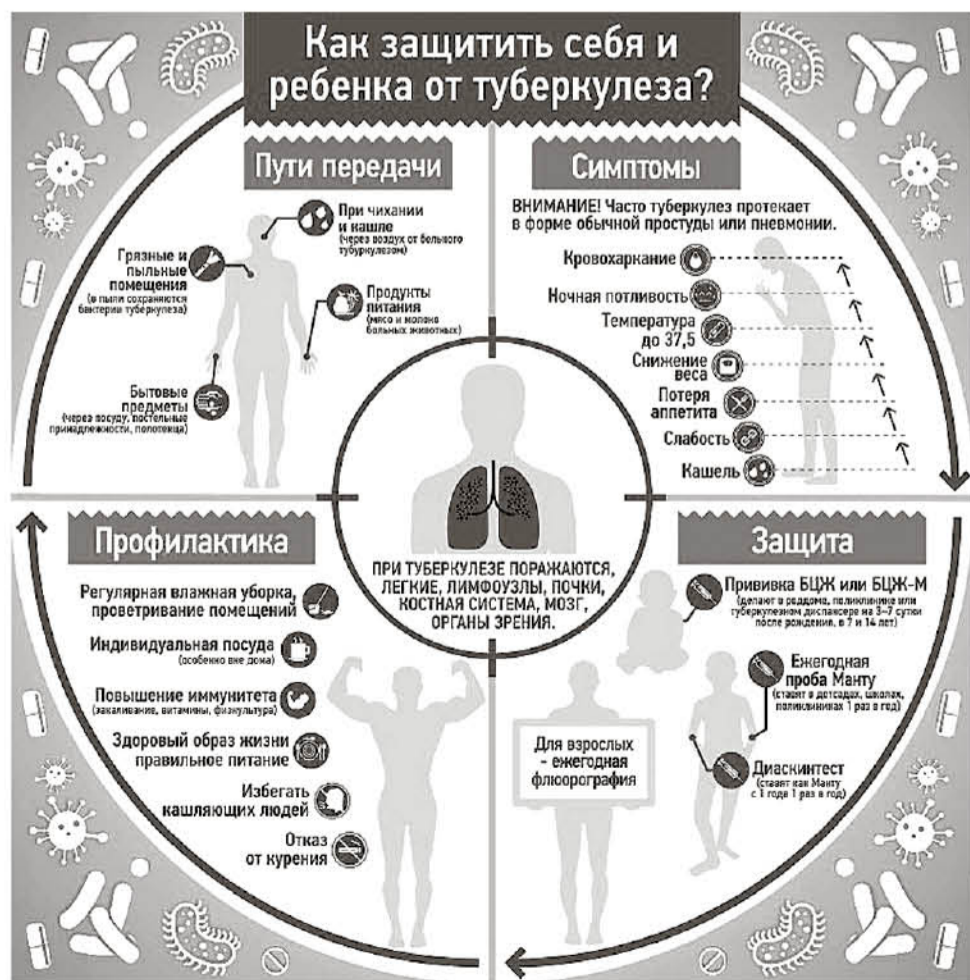 Как защитить себя и
ребенка от туберкулеза?
Пути передачи
При чихании
и кашле
(через воздух от больного
тубуркулезом)
Грязные и
пыльные
помещения
(в пыли сохраняются
бактерии туберкулеза)
Продукты
питания
(мясо и молоко
больных животных)
Бытовые
предметы
(через посуду, постельные
принадлежности, полотенца)
Симптомы
ВНИМАНИЕ! Часто туберкулез протекает
в форме обычной простуды или пневмонии.
Кровохаркание
Ночная потливость
Температура
до 37,5
Снижение
веса
Потеря
аппетита
Слабость
Кашель
ПРИ ТУБЕРКУЛЕЗЕ ПОРАЖАЮТСЯ,
ЛЕГКИЕ, ЛИМФОУЗЛЫ, ПОЧКИ,
КОСТНАЯ СИСТЕМА, МОЗГ,
ОРГАНЫ ЗРЕНИЯ.
Профилактика
Регулярная влажная уборка,
проветривание помещений
Индивидуальная посуда
(особенно вне дома)
Повышение иммунитета
(закаливание, витамины, физкультура)
Здоровый образ жизни
правильное питание
Избегать
кашляющих людей
Отказ
от курения
Защита
Прививка БЦЖ или БЦЖ-М
(делают в роддоме, поликлинике или
туберкулезном диспансере на 3-7 сутки
после рождения, в 7 и 14 лет)
Ежегодная
проба Манту
(ставят в детсадах, школах,
поликлиниках 1 раз в год)
Диаскинтест
(ставят как Манту
с 1 года 1 раз в год)
Для взрослых
- ежегодная
флюорография